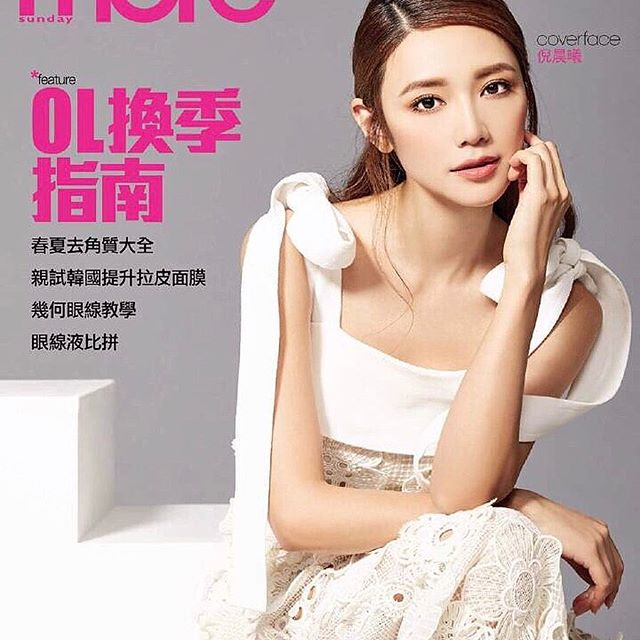 more
sunday
coverface
倪晨曦
*feature
OL換季
指南
春夏去角質大全
親試韓國提升拉皮面膜
幾何眼線教學
眼線液比拼